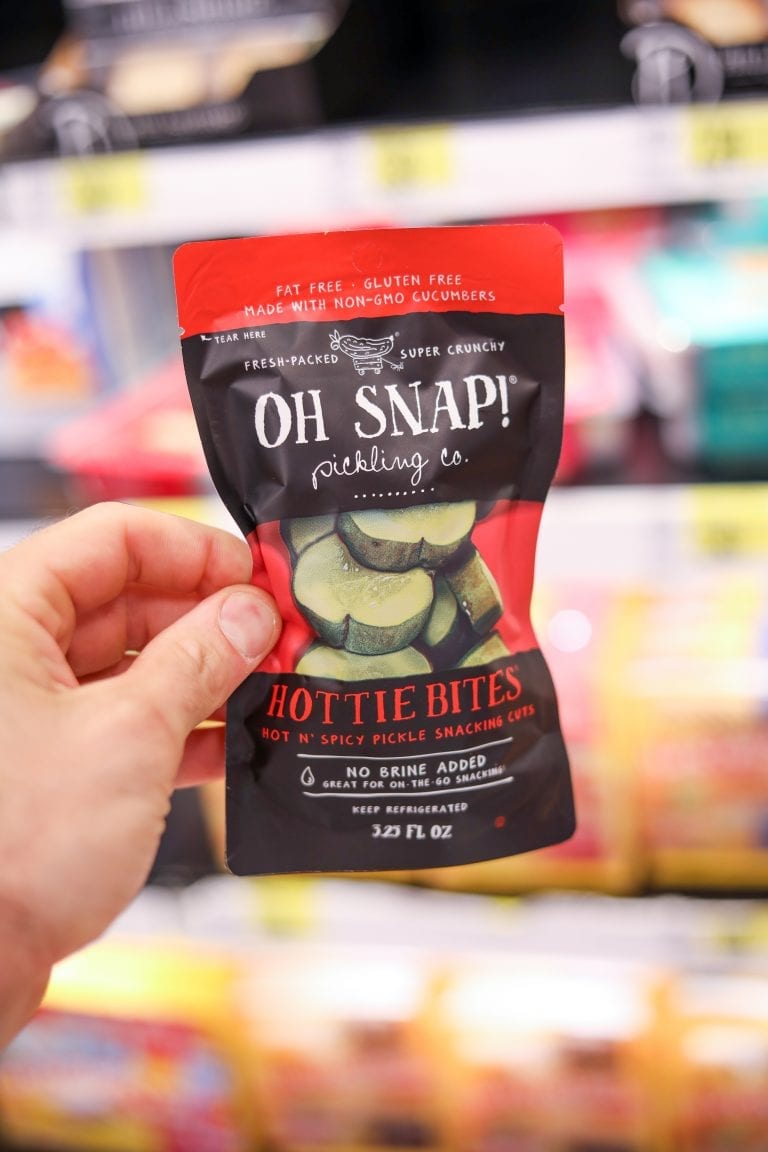 FAT FREE · GLUTEN FREE
MADE WITH NON-GMO CUCUMBERS
TEAR HERE
FRESH-PACKED SUPER CRUNCHY
OH SNAP!®
pickling co.
HOTTIE BITES
HOT N' SPICY PICKLE SNACKING CUTS
NO BRINE ADDED
GREAT FOR ON-THE-GO SNACKING!
KEEP REFRIGERATED
3.25 FL OZ